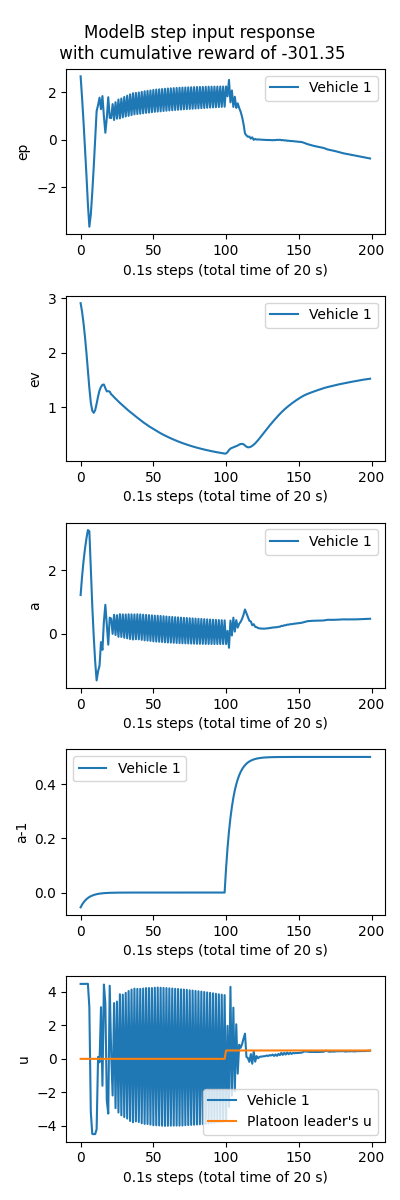 ModelB step input response
with cumulative reward of -301.35
2
0
−2
ep
Vehicle 1
0 50 100 150 200
0.1s steps (total time of 20 s)
3
2
1
ev
Vehicle 1
0 50 100 150 200
0.1s steps (total time of 20 s)
2
0
a
Vehicle 1
0 50 100 150 200
0.1s steps (total time of 20 s)
0.4
0.2
0.0
a-1
Vehicle 1
0 50 100 150 200
0.1s steps (total time of 20 s)
4
2
0
−2
−4
u
Vehicle 1
Platoon leader's u
0 50 100 150 200
0.1s steps (total time of 20 s)